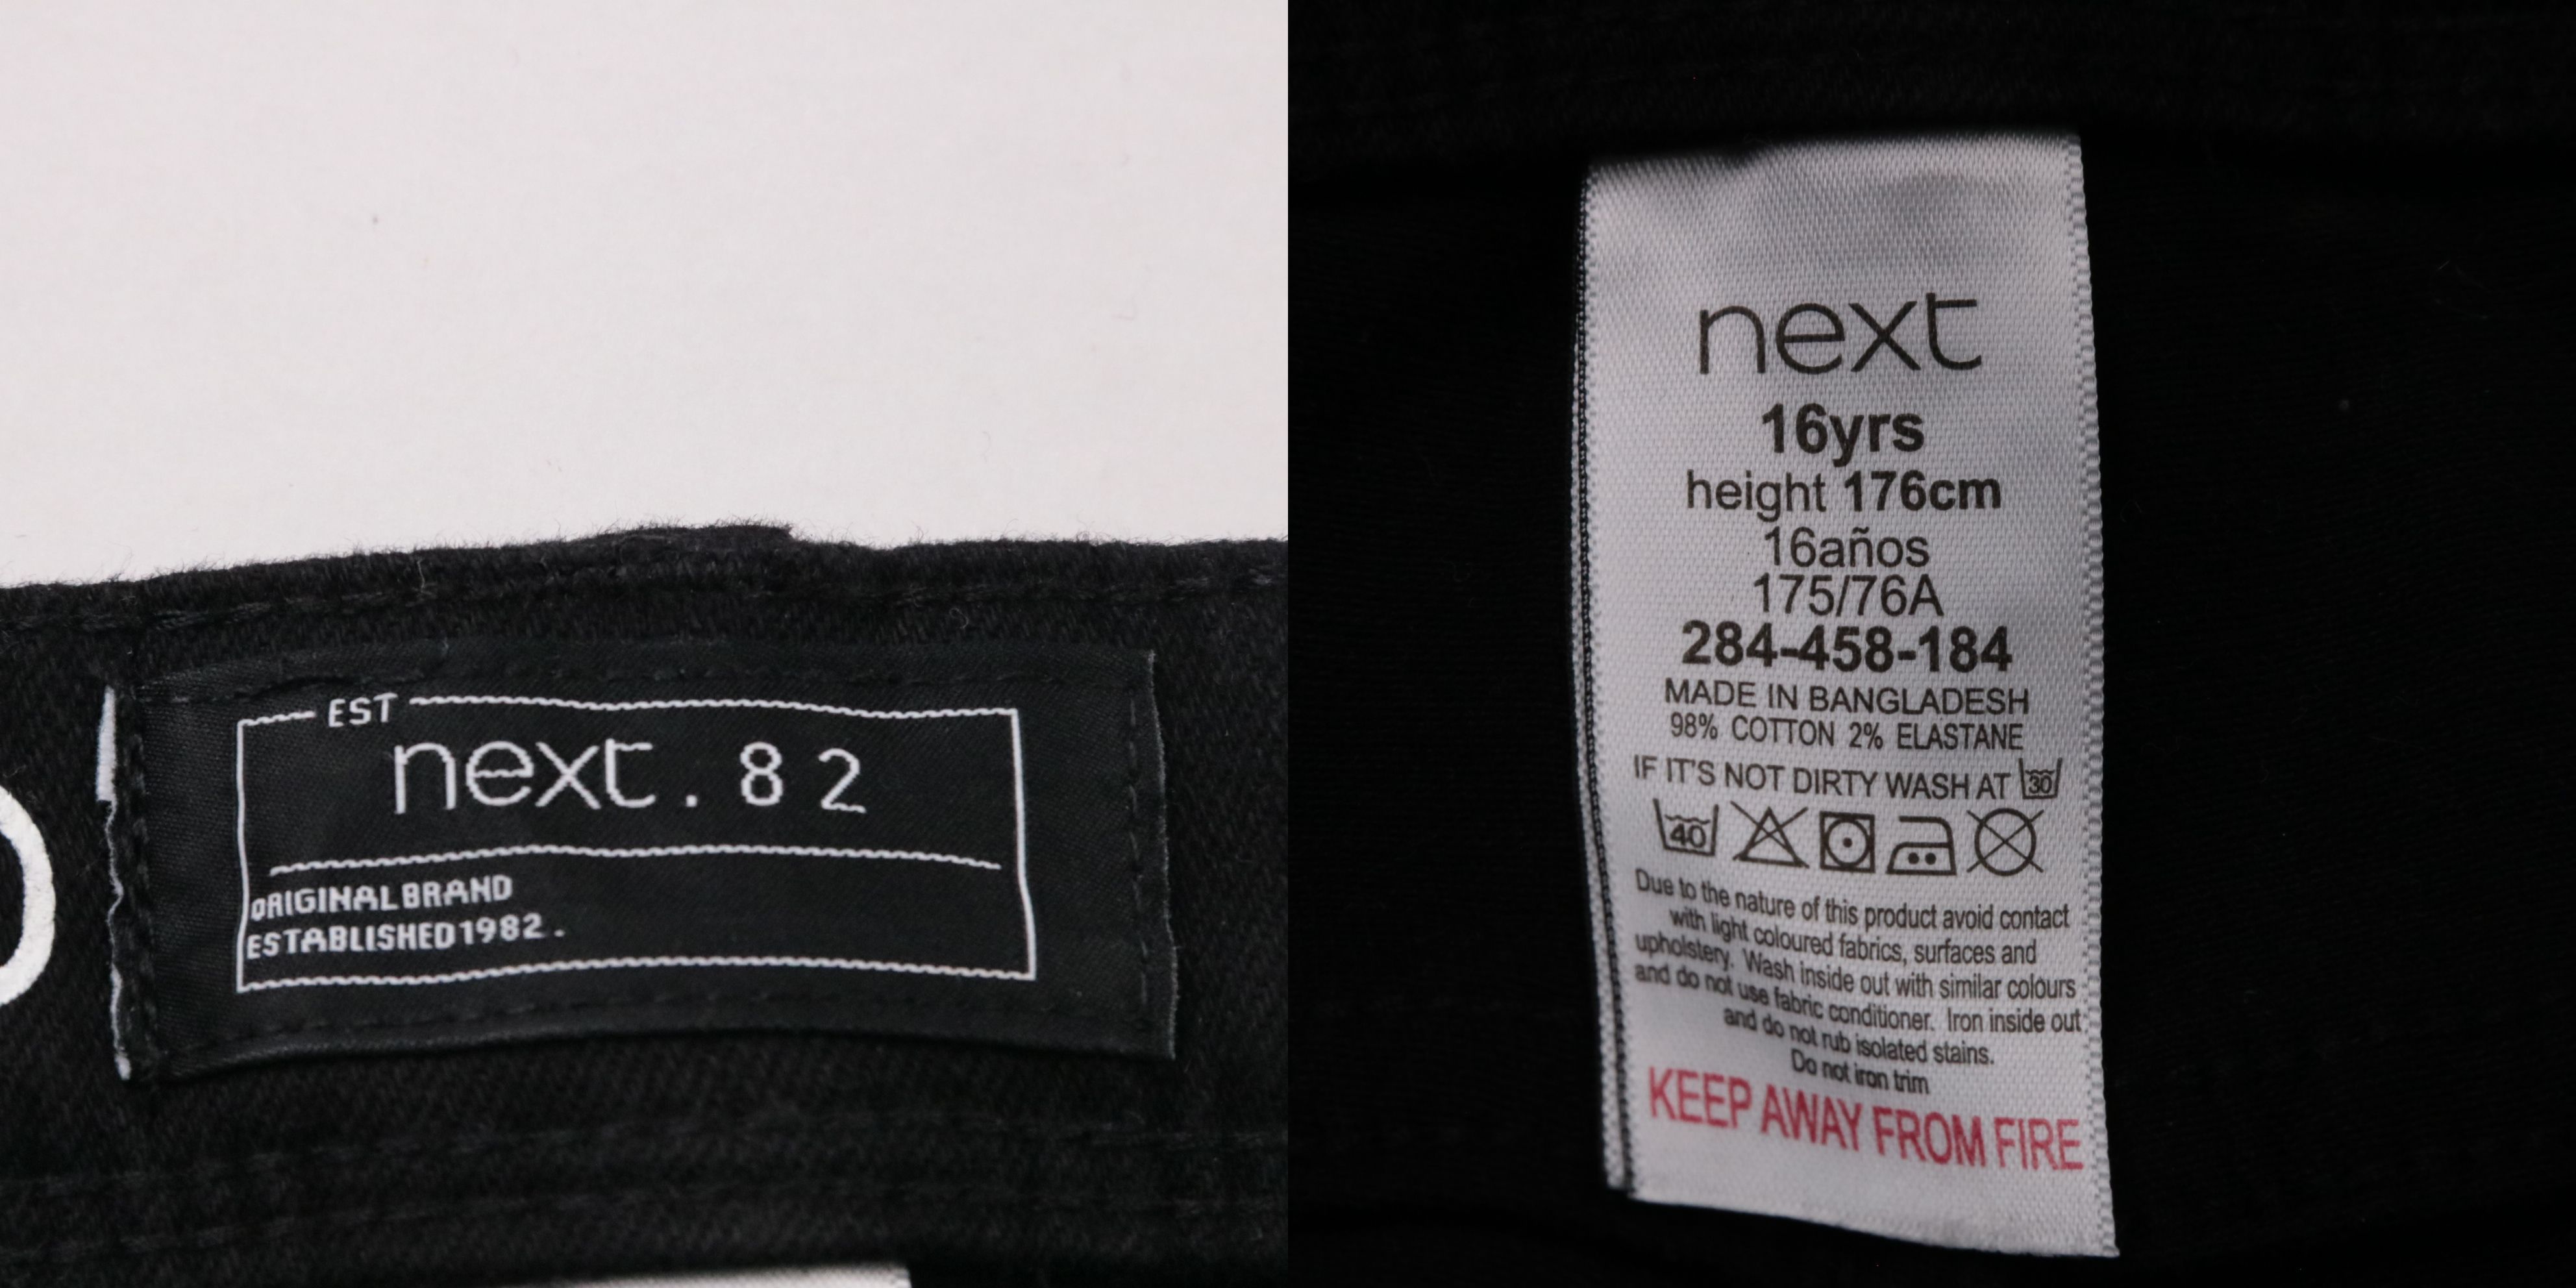 EST
next . 82
ORIGINAL BRAND
ESTABLISHED 1982 .
next
16yrs
height 176cm
16años
175/76A
284-458-184
MADE IN BANGLADESH
98% COTTON 2% ELASTANE
IF IT'S NOT DIRTY WASH AT 30
40
Due to the nature of this product avoid contact
with light coloured fabrics, surfaces and
upholstery. Wash inside out with similar colours
and do not use fabric conditioner. Iron inside out
and do not rub isolated stains.
Do not iron trim
KEEP AWAY FROM FIRE